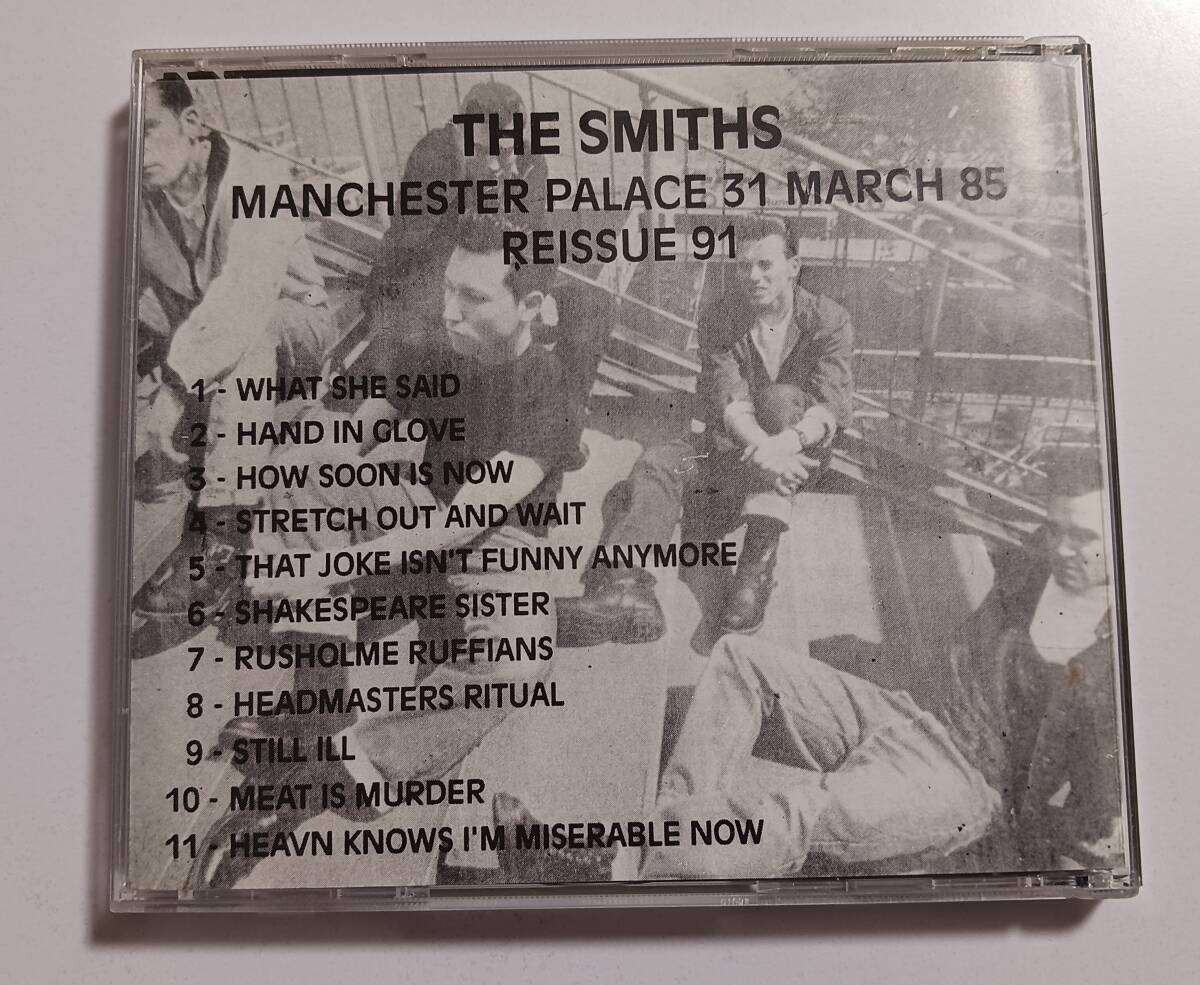 THE SMITHS
MANCHESTER PALACE 31 MARCH 85
REISSUE 91
1 - WHAT SHE SAID
2 - HAND IN GLOVE
3 - HOW SOON IS NOW
4 - STRETCH OUT AND WAIT
5 - THAT JOKE ISN'T FUNNY ANYMORE
6 - SHAKESPEARE SISTER
7 - RUSHOLME RUFFIANS
8 - HEADMASTERS RITUAL
9 - STILL ILL
10 - MEAT IS MURDER
11 - HEAVN KNOWS I'M MISERABLE NOW